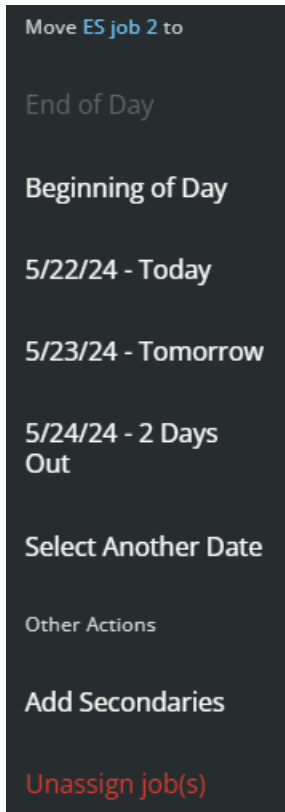 Move ES job 2 to
End of Day
Beginning of Day
5/22/24 - Today
5/23/24 - Tomorrow
5/24/24 - 2 Days
Out
Select Another Date
Other Actions
Add Secondaries
Unassign job(s)